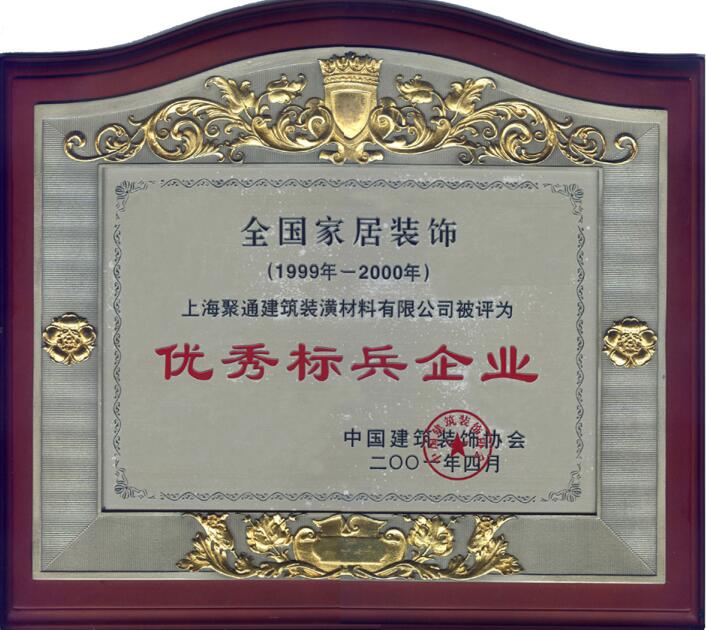 全国家居装饰
(1999年－2000年)
上海聚通建筑装潢材料有限公司被评为
优秀标兵企业
中国建筑装饰协会
二〇〇一年四月